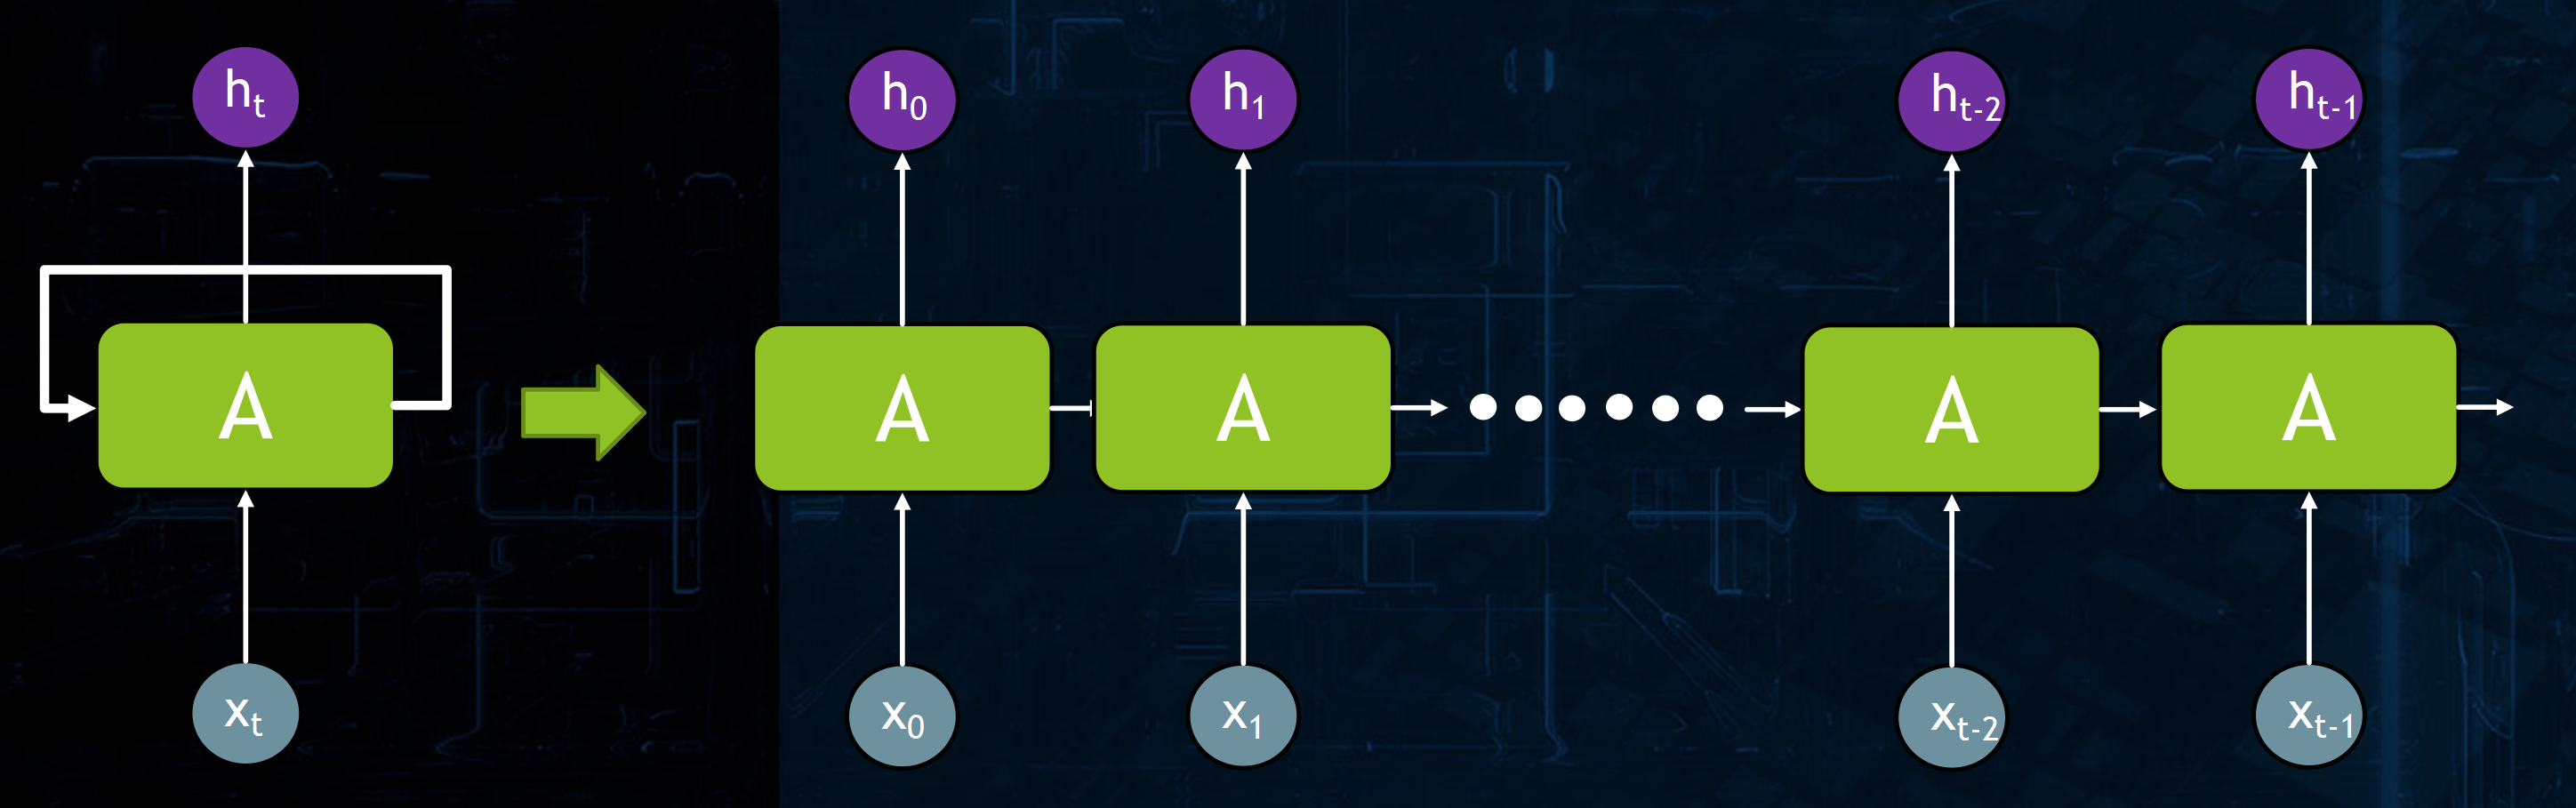 h_t h_0 h_1 h_{t-2} h_{t-1}
A A A A A
x_t x_0 x_1 x_{t-2} x_{t-1}